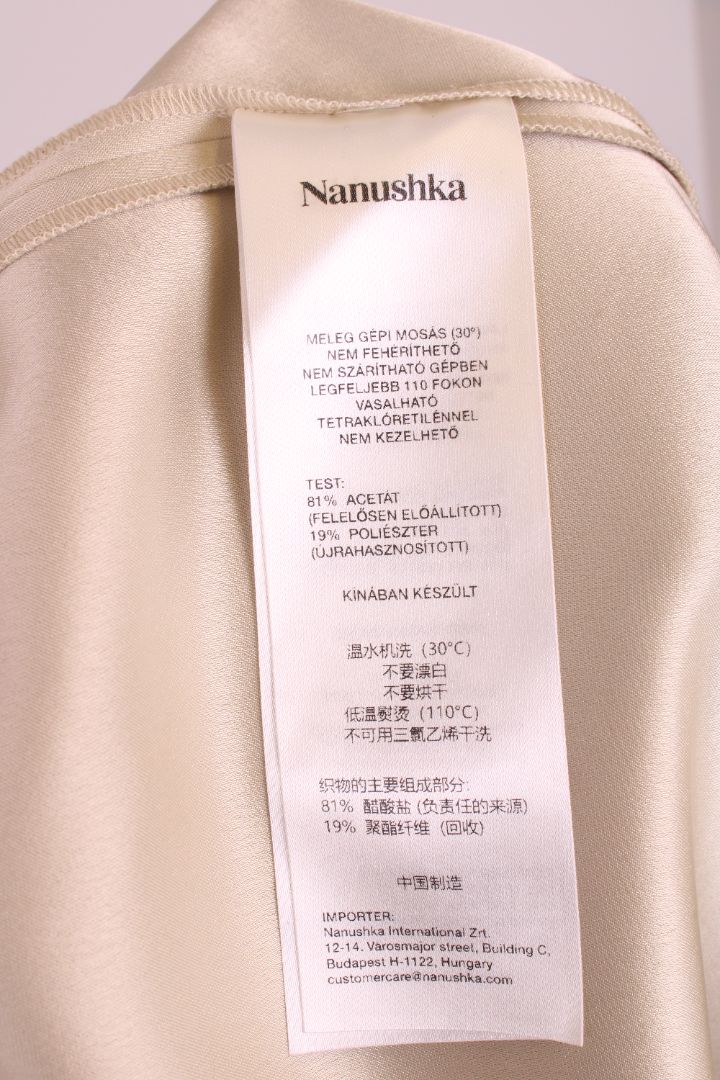 Nanushka
MELEG GÉPI MOSÁS (30°)
NEM FEHÉRÍTHETŐ
NEM SZÁRÍTHATÓ GÉPBEN
LEGFELJEBB 110 FOKON
VASALHATÓ
TETRAKLÓRETILÉNNEL
NEM KEZELHETŐ
TEST:
81% ACETÁT
(FELELŐSEN ELŐÁLLÍTOTT)
19% POLIÉSZTER
(ÚJRAHASZNOSÍTOTT)
KÍNÁBAN KÉSZÜLT
温水机洗 (30°C)
不要漂白
不要烘干
低温熨烫 (110°C)
不可用三氯乙烯干洗
织物的主要组成部分:
81% 醋酸盐 (负责任的来源)
19% 聚酯纤维 (回收)
中国制造
IMPORTER:
Nanushka International Zrt.
12-14. Városmajor street, Building C,
Budapest H-1122, Hungary
customercare@nanushka.com